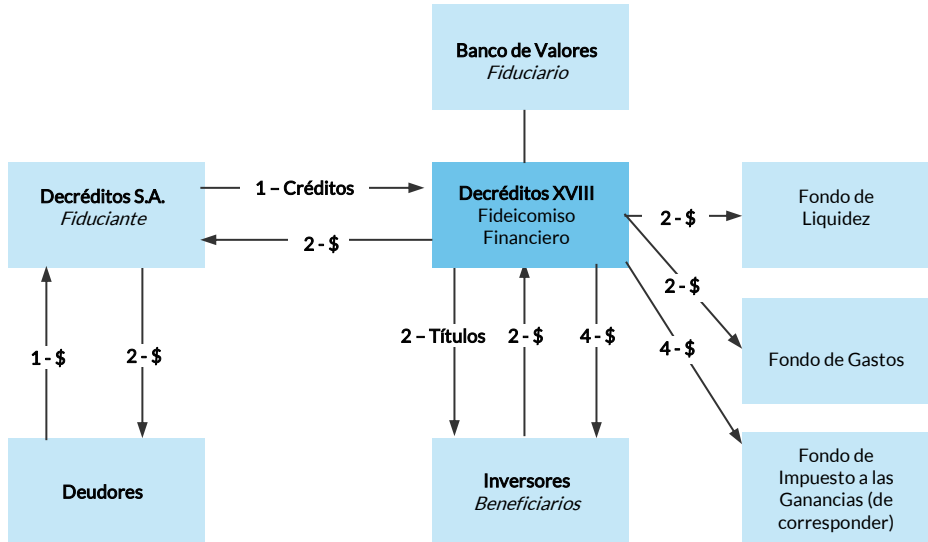 Banco de Valores
Fiduciario
Decréditos S.A.
Fiduciante
1 – Créditos
2 - $
Decréditos XVIII
Fideicomiso
Financiero
2 - $
Fondo de
Liquidez
2 - $
Fondo de Gastos
4 - $
Fondo de
Impuesto a las
Ganancias (de
corresponder)
1 - $
2 - $
2 – Títulos
2 - $
4 - $
Deudores
Inversores
Beneficiarios